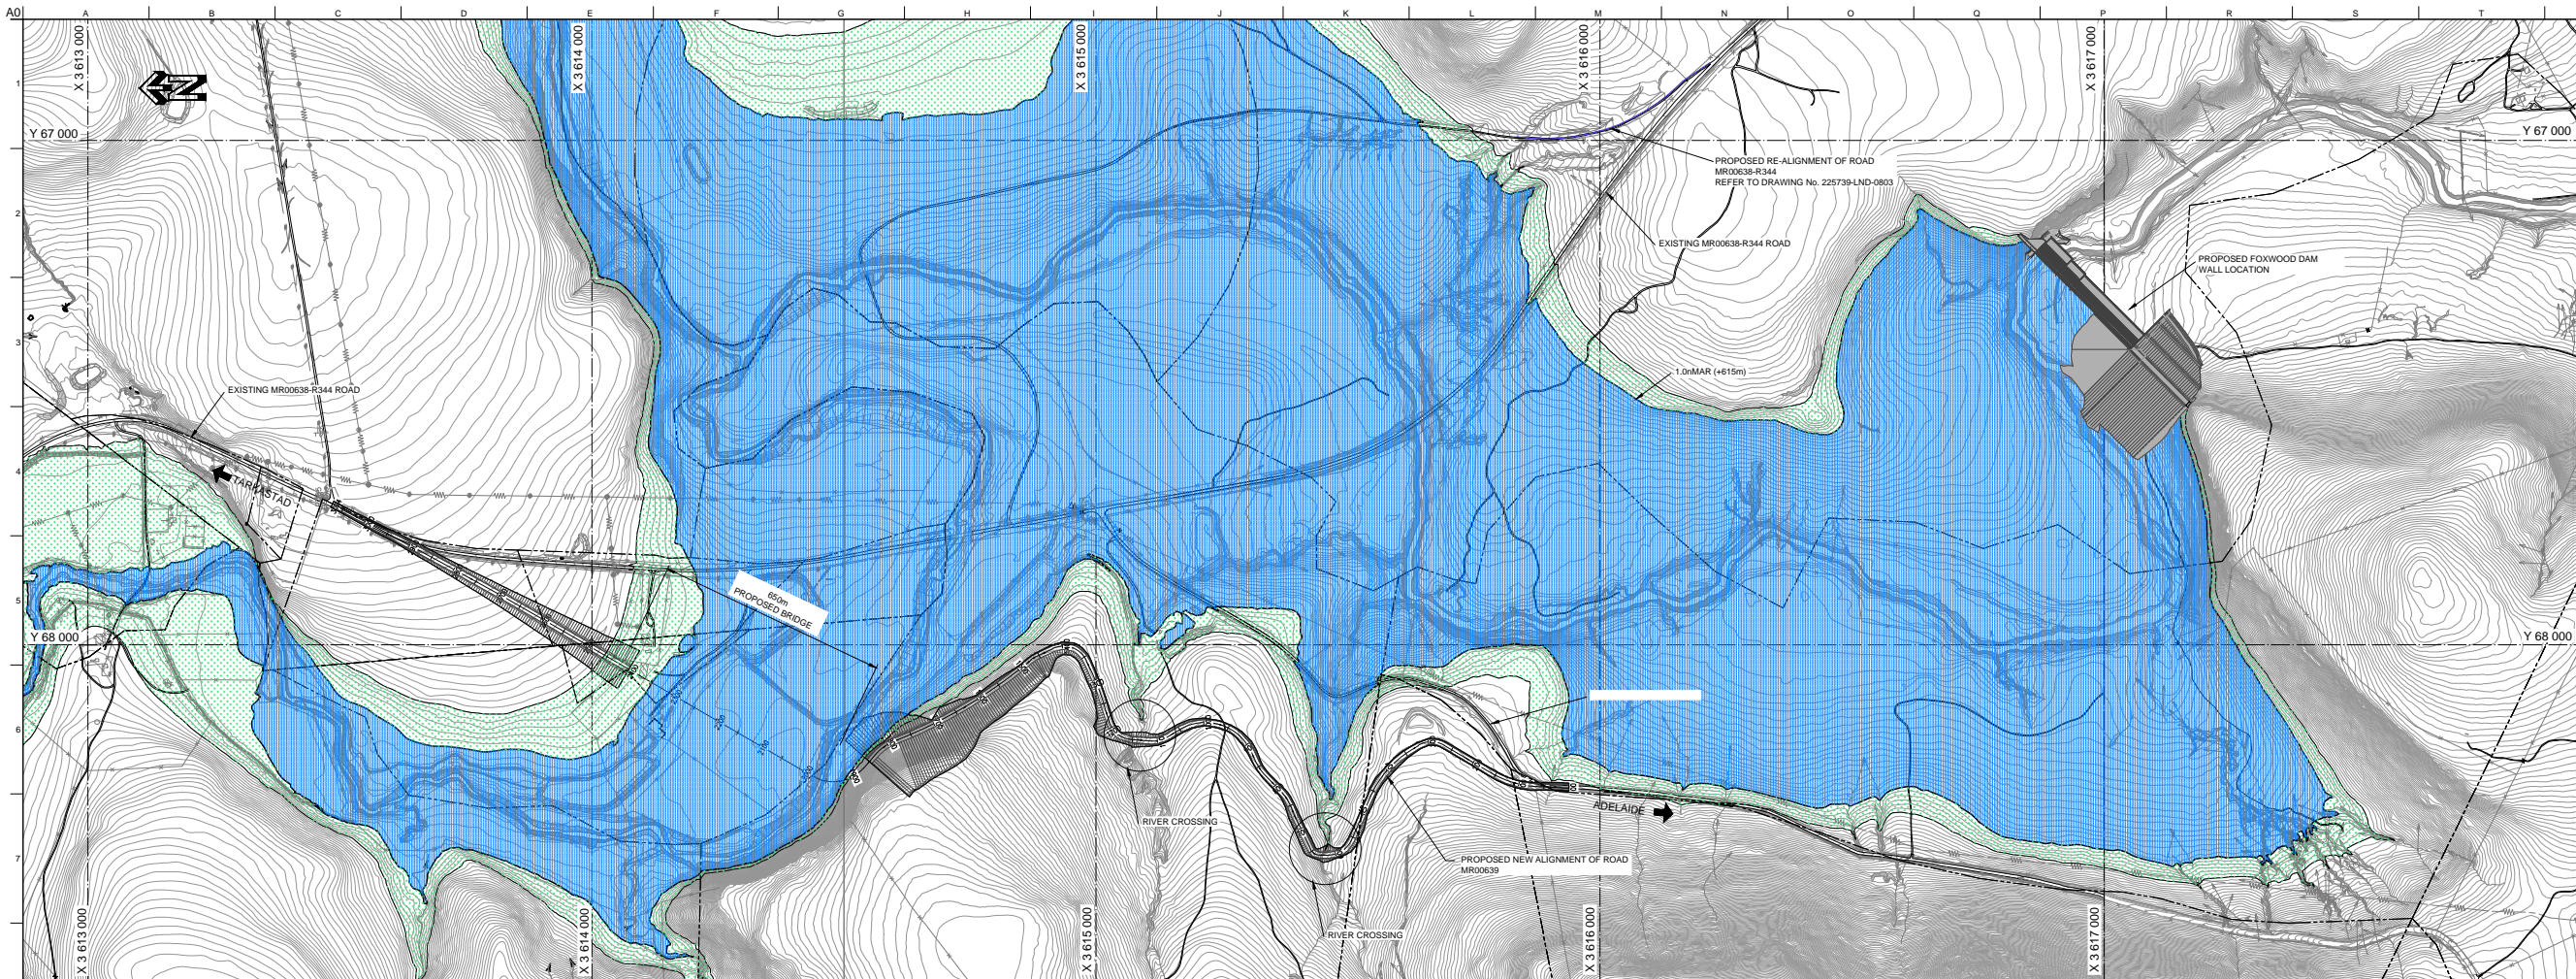 A0 A B C D E F G H I J K L M N O Q P R S T
X 3 613 000
X 3 614 000
X 3 615 000
X 3 616 000
X 3 617 000
1
N
Y 67 000
Y 67 000
PROPOSED RE-ALIGNMENT OF ROAD
MR00638-R344
REFER TO DRAWING No. 225739-LND-0803
2
EXISTING MR00638-R344 ROAD
PROPOSED FOXWOOD DAM
WALL LOCATION
3
1.0nMAR (+615m)
EXISTING MR00638-R344 ROAD
4
TARKASTAD
5
650m
PROPOSED BRIDGE
Y 68 000
Y 68 000
6
ADELAIDE
RIVER CROSSING
7
PROPOSED NEW ALIGNMENT OF ROAD
MR00639
RIVER CROSSING
X 3 613 000
X 3 614 000
X 3 615 000
X 3 616 000
X 3 617 000